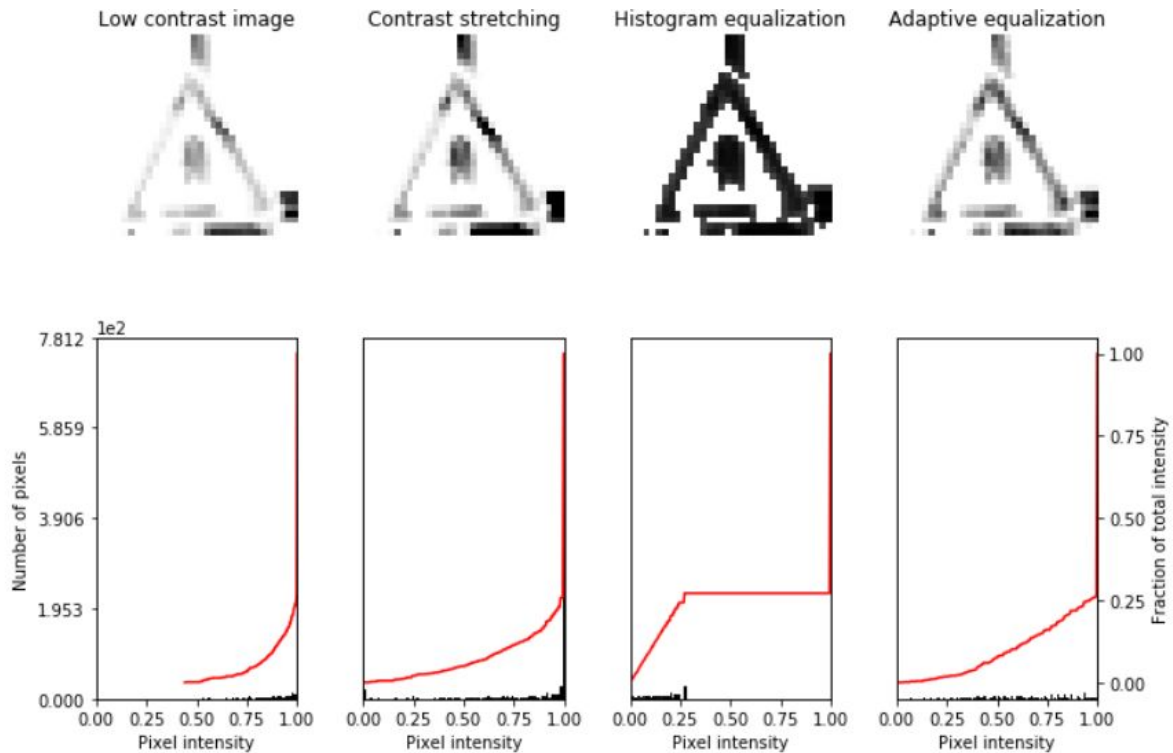 Low contrast image
Contrast stretching
Histogram equalization
Adaptive equalization
1e2
7.812
5.859
3.906
1.953
0.000
Number of pixels
0.00 0.25 0.50 0.75 1.00
Pixel intensity
0.00 0.25 0.50 0.75 1.00
Pixel intensity
0.00 0.25 0.50 0.75 1.00
Pixel intensity
0.00 0.25 0.50 0.75 1.00
Pixel intensity
1.00
0.75
0.50
0.25
0.00
Fraction of total intensity